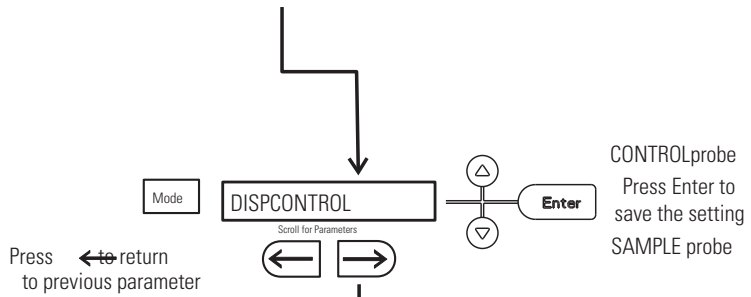 CONTROLprobe
Mode
DISPCONTROL
Enter
Press Enter to
save the setting
Scroll for Parameters
SAMPLE probe
Press ← to return
to previous parameter